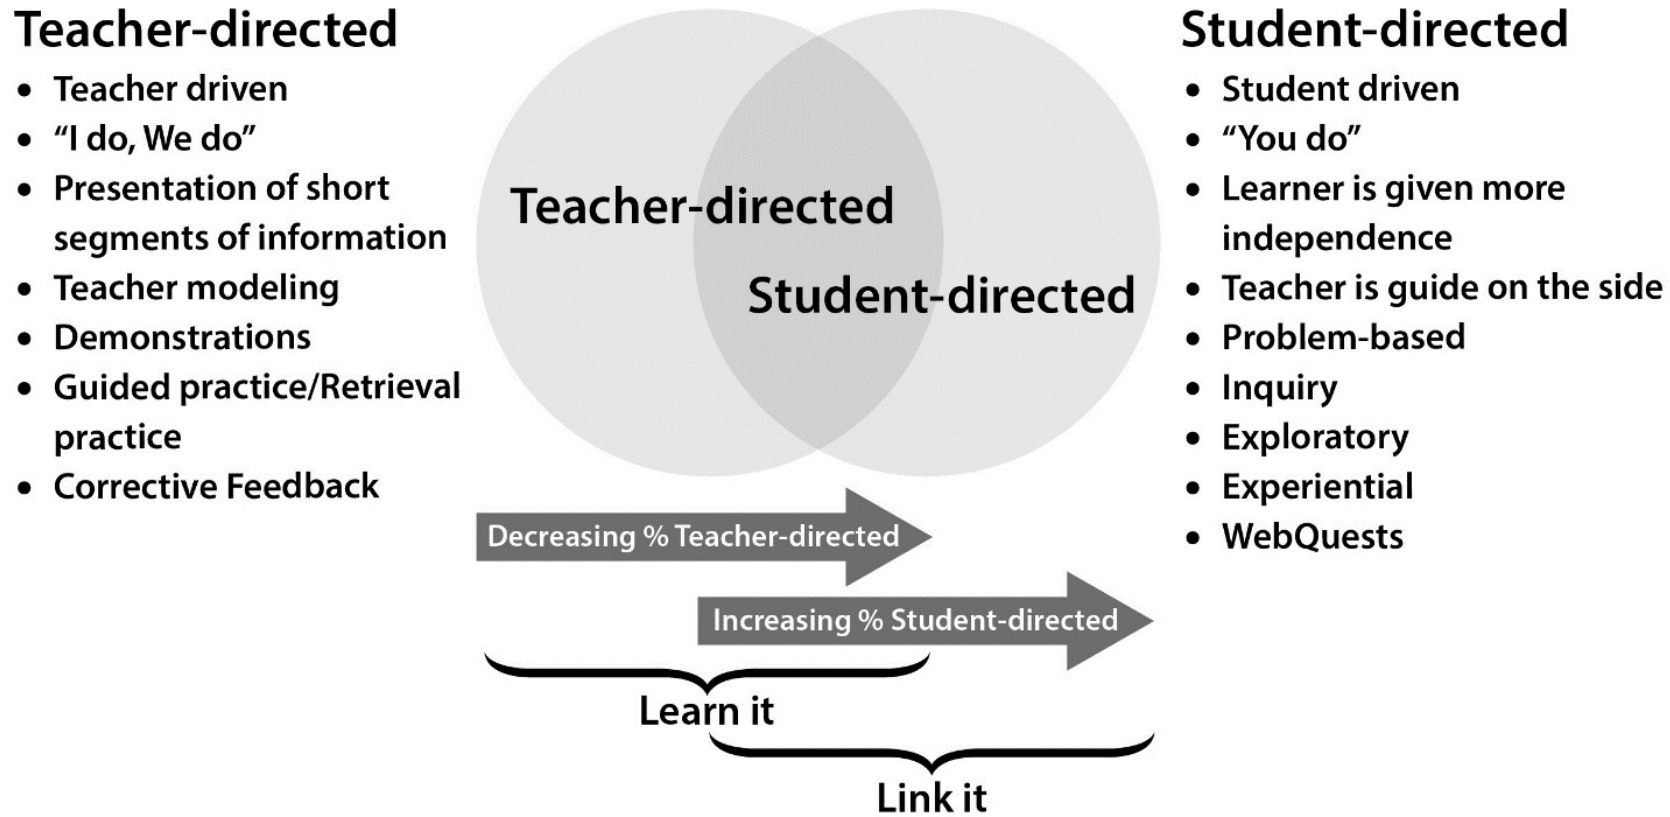 Teacher-directed
• Teacher driven
• “I do, We do”
• Presentation of short
segments of information
• Teacher modeling
• Demonstrations
• Guided practice/Retrieval
practice
• Corrective Feedback
Teacher-directed
Student-directed
Decreasing % Teacher-directed
Increasing % Student-directed
Learn it
Link it
Student-directed
• Student driven
• “You do”
• Learner is given more
independence
• Teacher is guide on the side
• Problem-based
• Inquiry
• Exploratory
• Experiential
• WebQuests